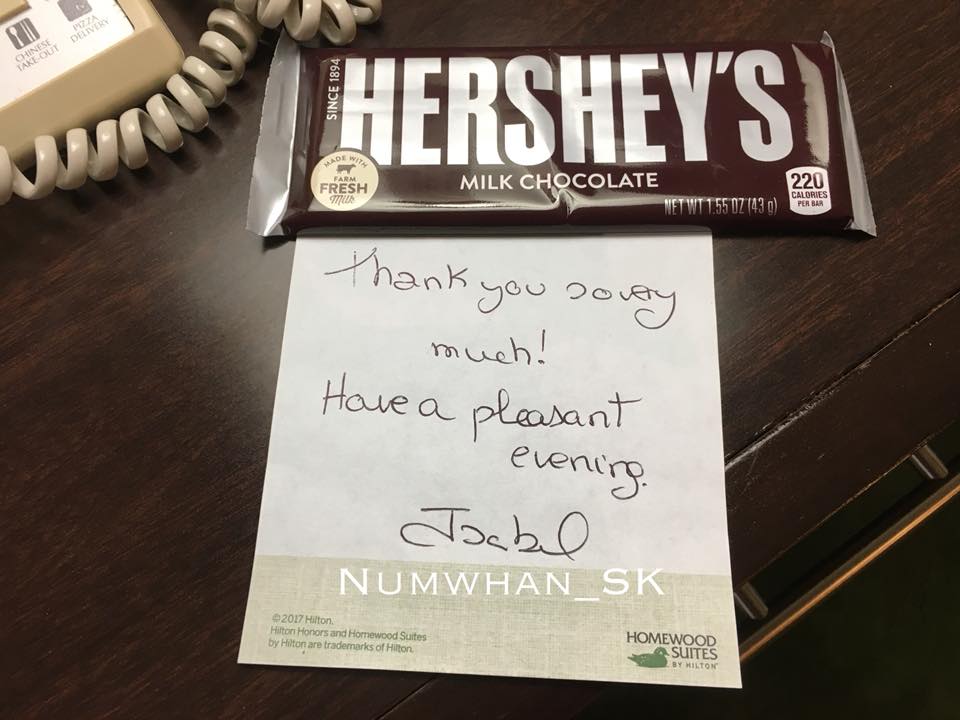 CHINESE
TAKE-OUT
PIZZA
DELIVERY
SINCE 1894
HERSHEY'S
MADE WITH
FARM
FRESH
Milk
MILK CHOCOLATE
NET WT 1.55 OZ (43 g)
220
CALORIES
PER BAR
Thank you so very
much!
Have a pleasant
evening.
Isabel
NUMWHAN_SK
©2017 Hilton.
Hilton Honors and Homewood Suites
by Hilton are trademarks of Hilton.
HOMEWOOD
SUITES
BY HILTON™